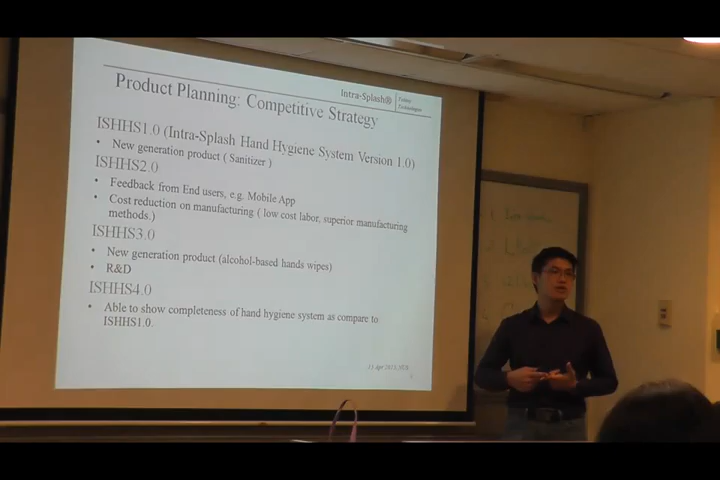 Intra-Splash®
Technologies
Product Planning: Competitive Strategy
ISHHS1.0 (Intra-Splash Hand Hygiene System Version 1.0)
• New generation product ( Sanitizer )
ISHHS2.0
• Feedback from End users, e.g. Mobile App
• Cost reduction on manufacturing ( low cost labor, superior manufacturing
methods.)
ISHHS3.0
• New generation product (alcohol-based hands wipes)
• R&D
ISHHS4.0
• Able to show completeness of hand hygiene system as compare to
ISHHS1.0.